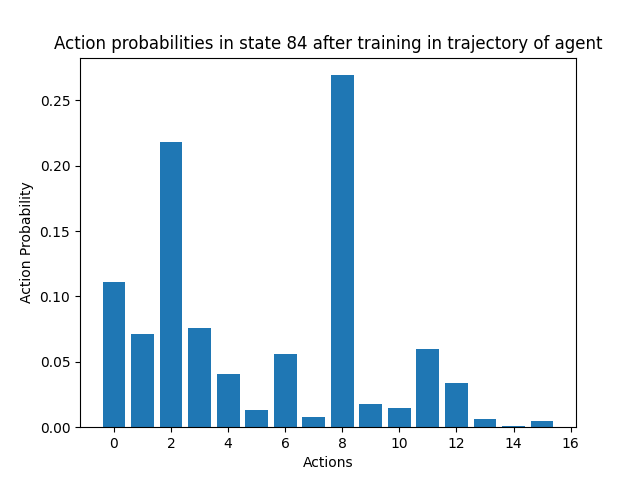 Action probabilities in state 84 after training in trajectory of agent
0.25
0.20
0.15
0.10
0.05
0.00
Action Probability
0 2 4 6 8 10 12 14 16
Actions